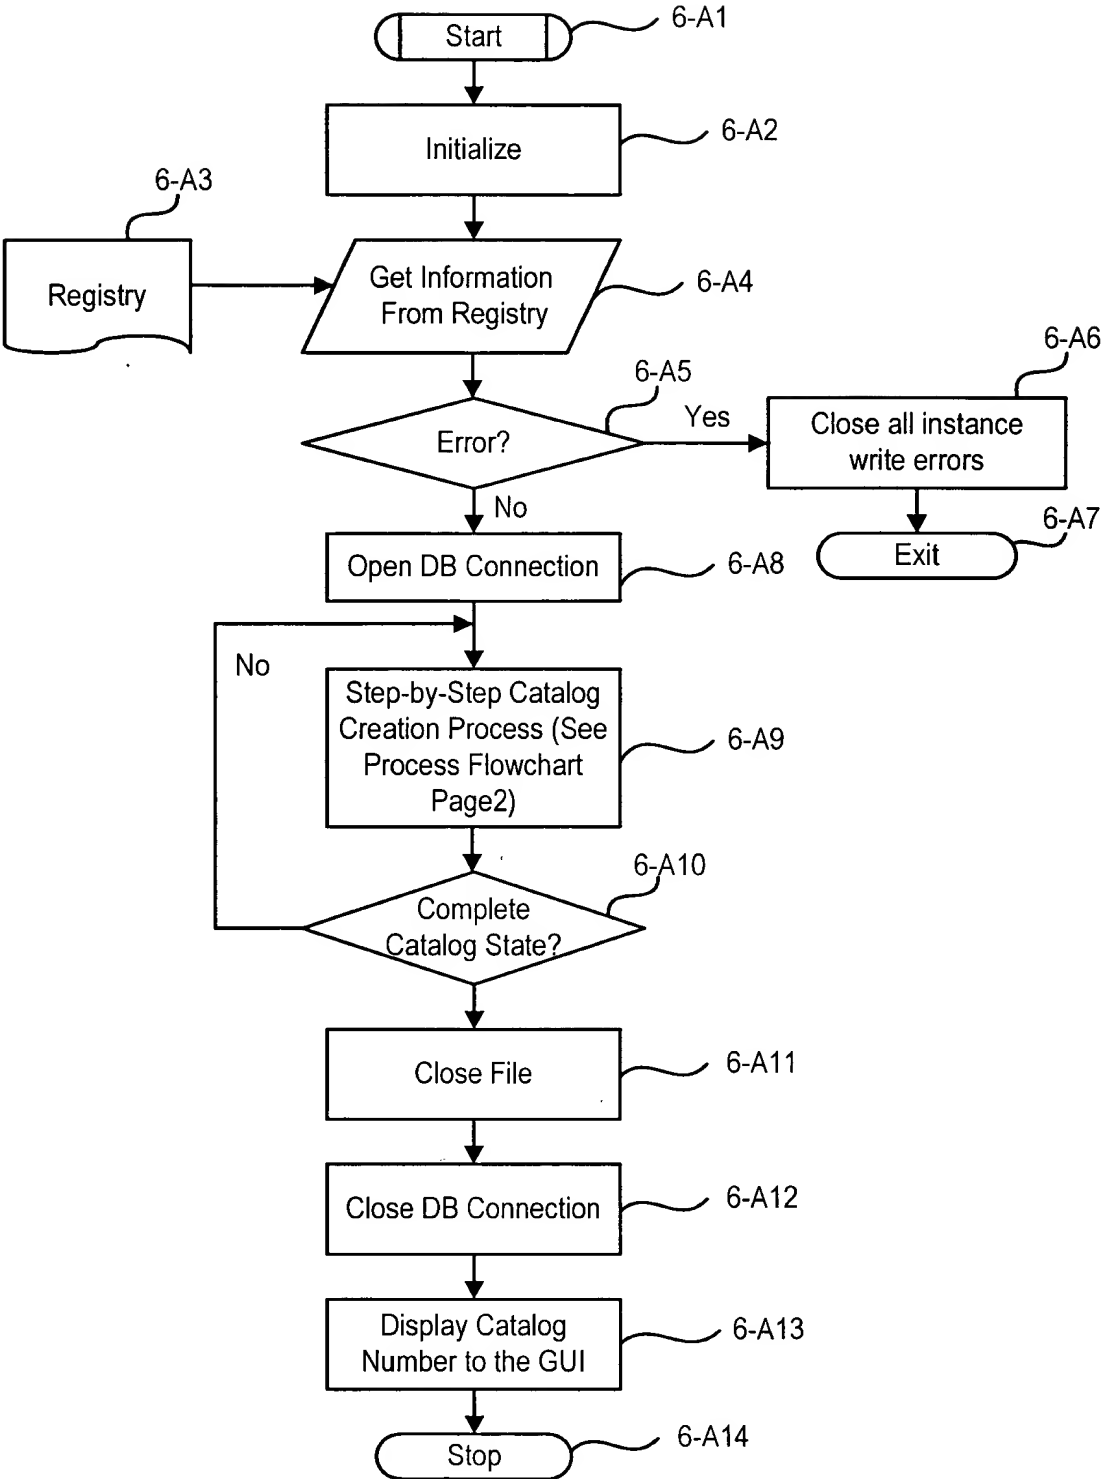 Start
6-A1
Initialize
6-A2
6-A3
Registry
Get Information
From Registry
6-A4
6-A5
Error?
Yes
6-A6
Close all instance
write errors
No
6-A7
Exit
Open DB Connection
6-A8
No
Step-by-Step Catalog
Creation Process (See
Process Flowchart
Page2)
6-A9
6-A10
Complete
Catalog State?
Close File
6-A11
Close DB Connection
6-A12
Display Catalog
Number to the GUI
6-A13
Stop
6-A14